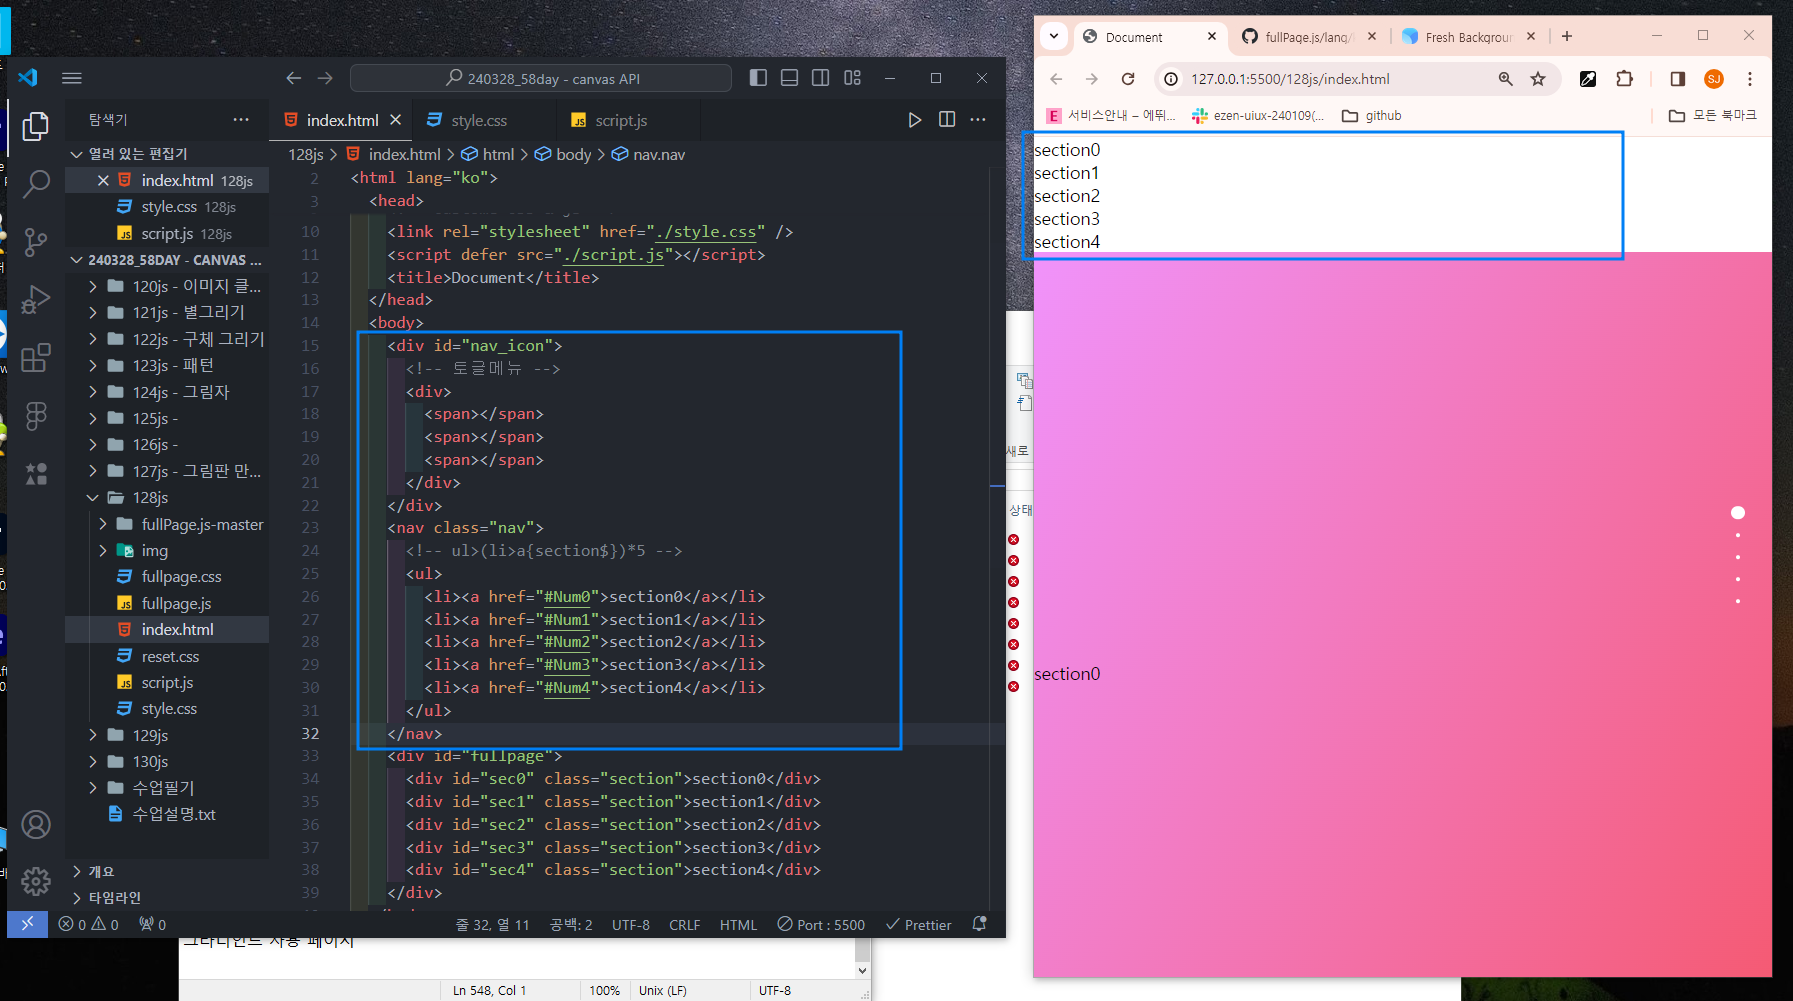 240328_58day - canvas API
탐색기
index.html
style.css
script.js
128js > index.html > html > body > nav.nav
열려 있는 편집기
index.html 128js
style.css 128js
script.js 128js
240328_58DAY - CANVAS ...
120js - 이미지 클...
121js - 별그리기
122js - 구체 그리기
123js - 패턴
124js - 그림자
125js -
126js -
127js - 그림판 만...
128js
fullPage.js-master
img
fullpage.css
fullpage.js
index.html
reset.css
script.js
style.css
129js
130js
수업필기
수업설명.txt
개요
타임라인
2 <html lang="ko">
3 <head>
10 <link rel="stylesheet" href="./style.css" />
11 <script defer src="./script.js"></script>
12 <title>Document</title>
13 </head>
14 <body>
15 <div id="nav_icon">
16 <!-- 토글메뉴 -->
17 <div>
18 <span></span>
19 <span></span>
20 <span></span>
21 </div>
22 </div>
23 <nav class="nav">
24 <!-- ul>(li>a{section$})*5 -->
25 <ul>
26 <li><a href="#Num0">section0</a></li>
27 <li><a href="#Num1">section1</a></li>
28 <li><a href="#Num2">section2</a></li>
29 <li><a href="#Num3">section3</a></li>
30 <li><a href="#Num4">section4</a></li>
31 </ul>
32 </nav>
33 <div id="fullpage">
34 <div id="sec0" class="section">section0</div>
35 <div id="sec1" class="section">section1</div>
36 <div id="sec2" class="section">section2</div>
37 <div id="sec3" class="section">section3</div>
38 <div id="sec4" class="section">section4</div>
39 </div>
0 0 0
줄 32, 열 11 공백: 2 UTF-8 CRLF HTML Port : 5500 Prettier
Ln 548, Col 1 100% Unix (LF) UTF-8
새로
상태
Document
fullPage.js/lang/
Fresh Backgroun
127.0.0.1:5500/128js/index.html
SJ
서비스안내 – 에뛰...
ezen-uiux-240109(...
github
모든 북마크
section0
section1
section2
section3
section4
section0